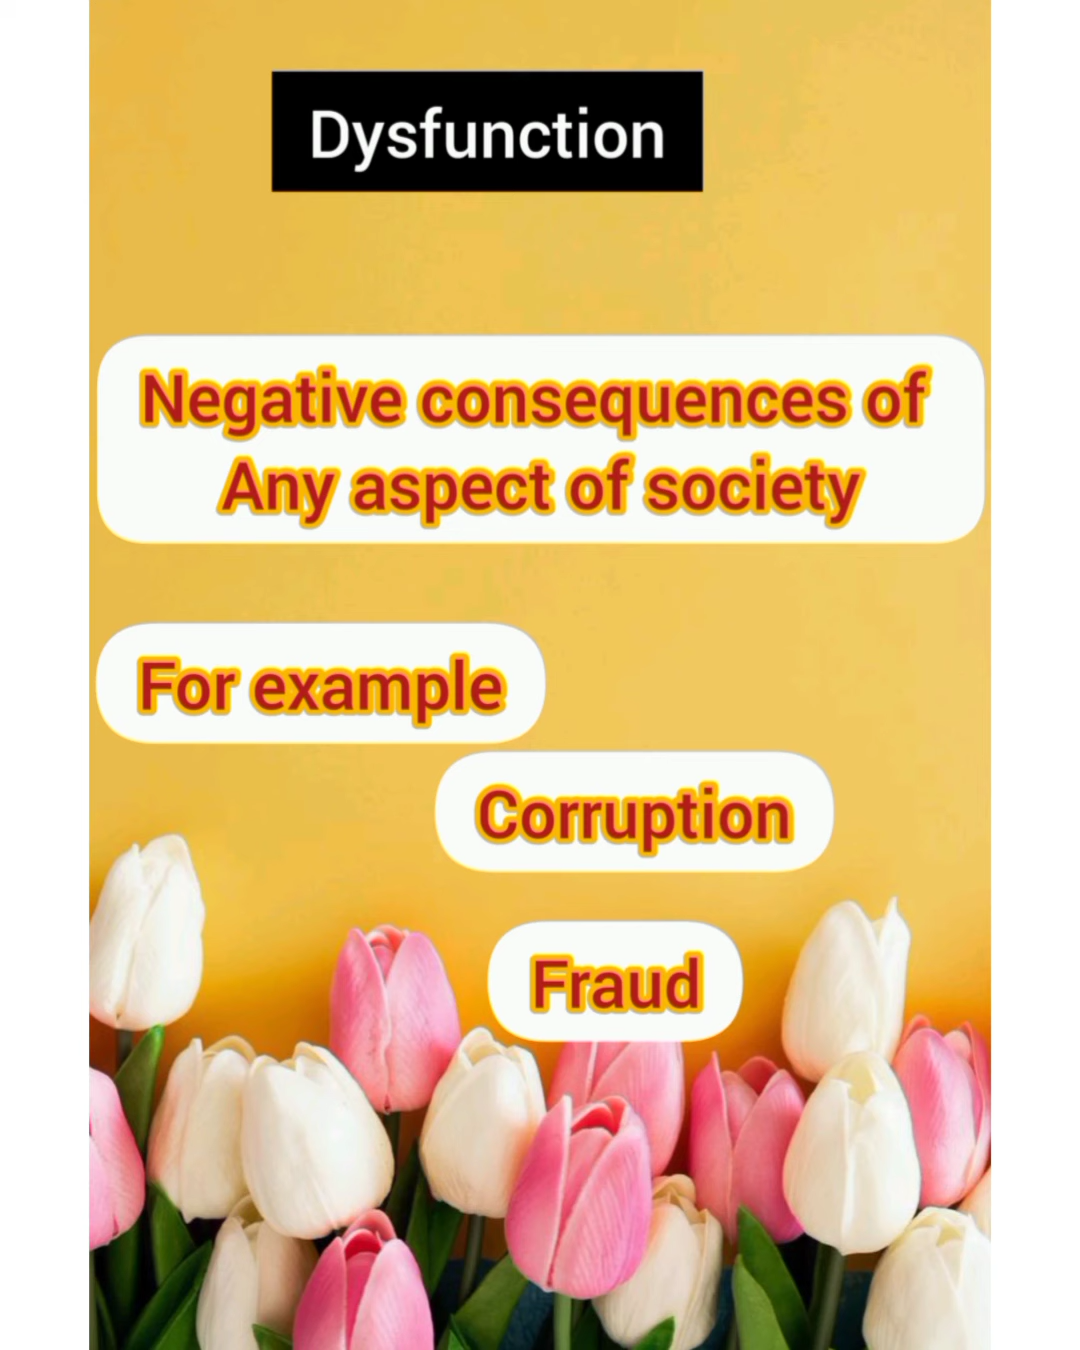 Dysfunction
Negative consequences of
Any aspect of society
For example
Corruption
Fraud